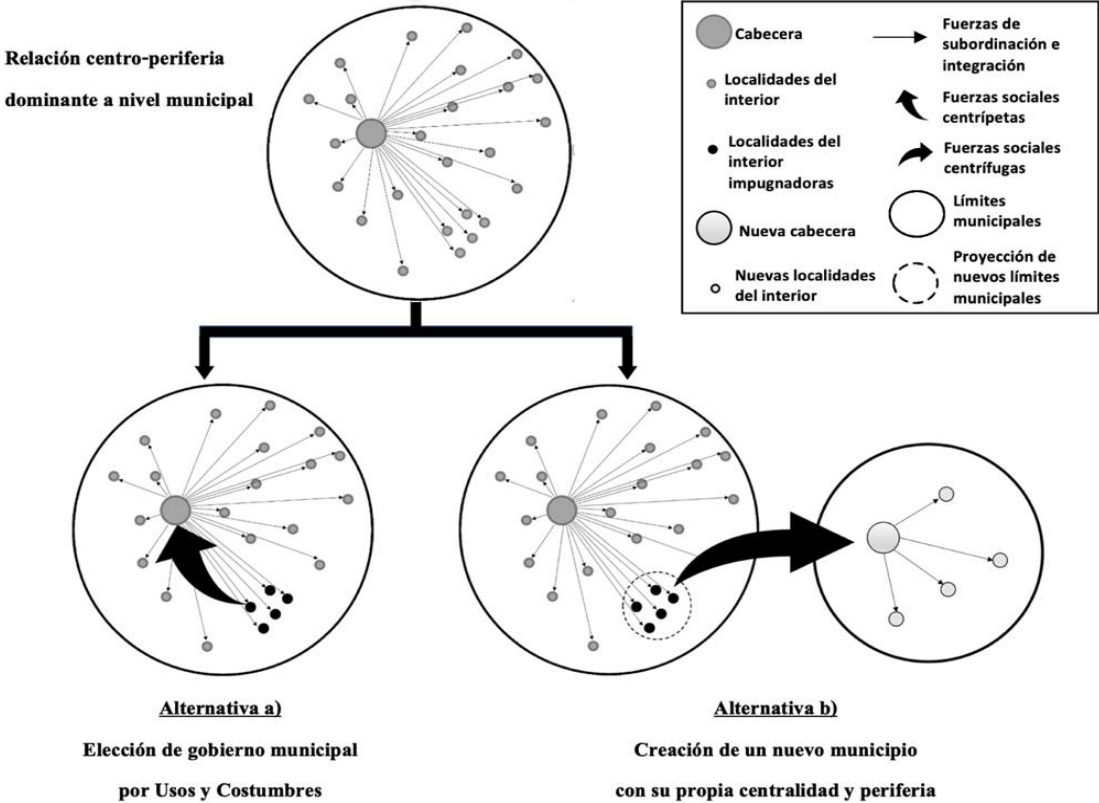 Relación centro-periferia
dominante a nivel municipal
Cabecera
Localidades del
interior
Localidades del
interior
impugnadoras
Nueva cabecera
Nuevas localidades
del interior
Fuerzas de
subordinación e
integración
Fuerzas sociales
centrípetas
Fuerzas sociales
centrífugas
Límites
municipales
Proyección de
nuevos límites
municipales
Alternativa a)
Elección de gobierno municipal
por Usos y Costumbres
Alternativa b)
Creación de un nuevo municipio
con su propia centralidad y periferia